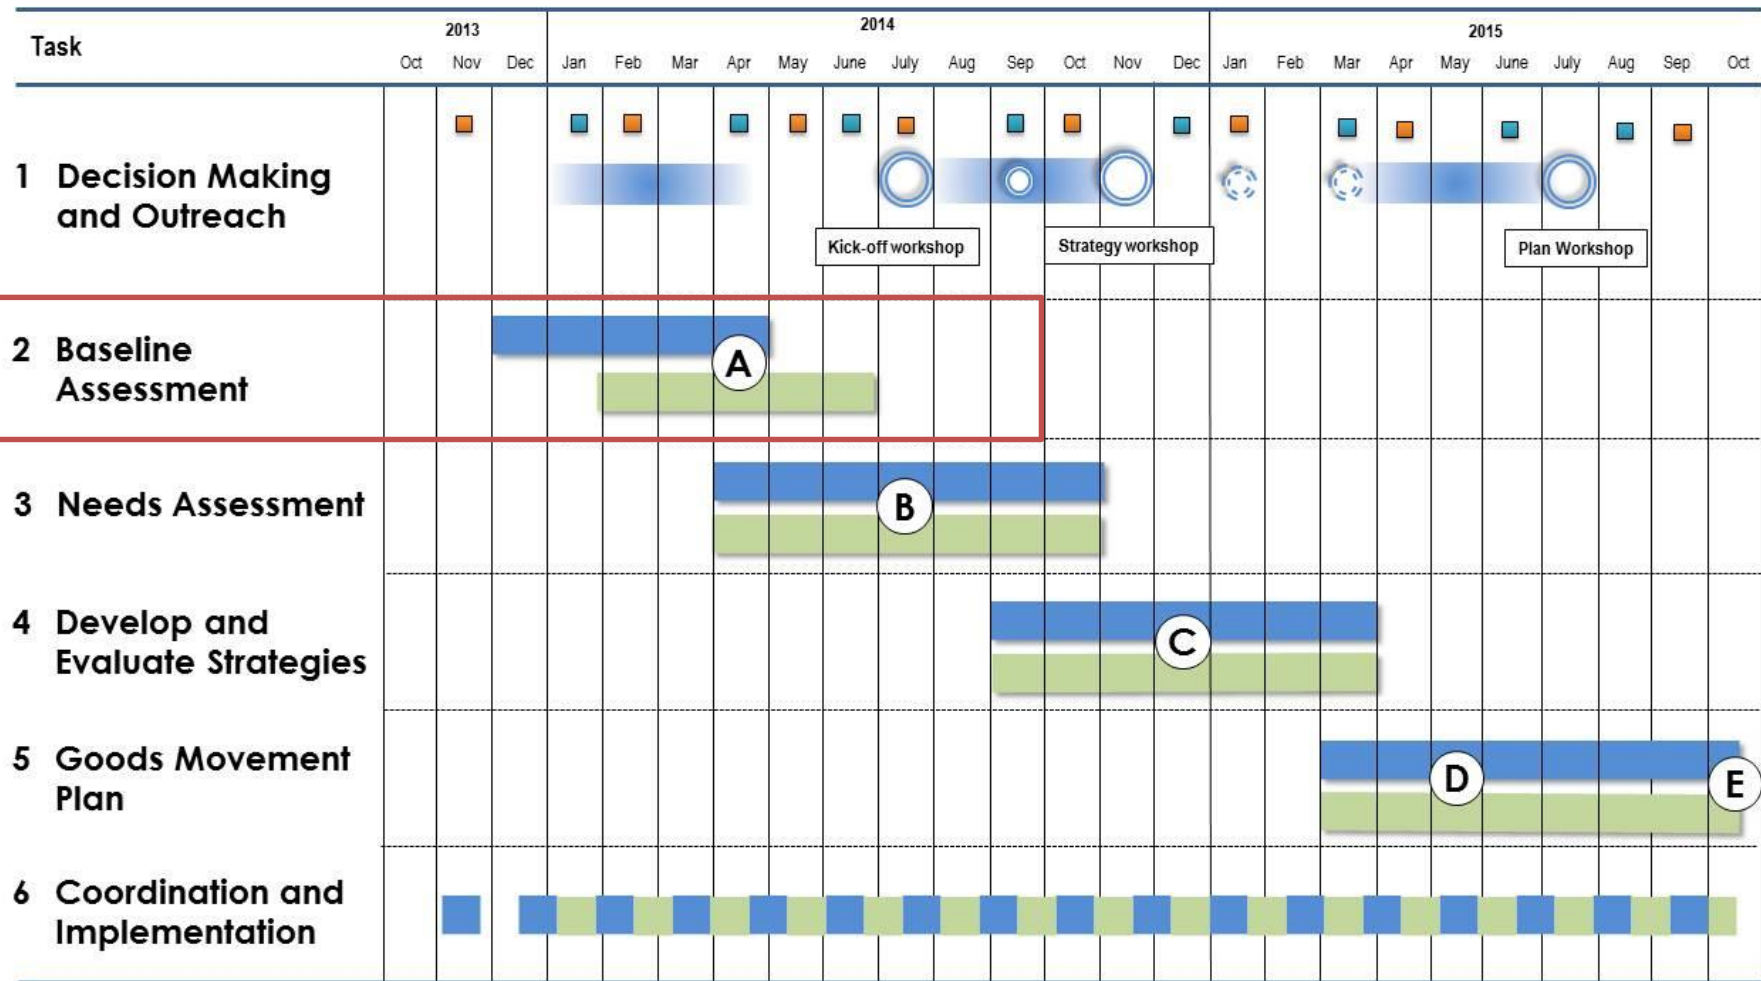 2013 2014 2015
Task
Oct Nov Dec Jan Feb Mar Apr May June July Aug Sep Oct Nov Dec Jan Feb Mar Apr May June July Aug Sep Oct
1 Decision Making
and Outreach
Kick-off workshop Strategy workshop Plan Workshop
2 Baseline
Assessment
A
3 Needs Assessment
B
4 Develop and
Evaluate Strategies
C
5 Goods Movement
Plan
D E
6 Coordination and
Implementation